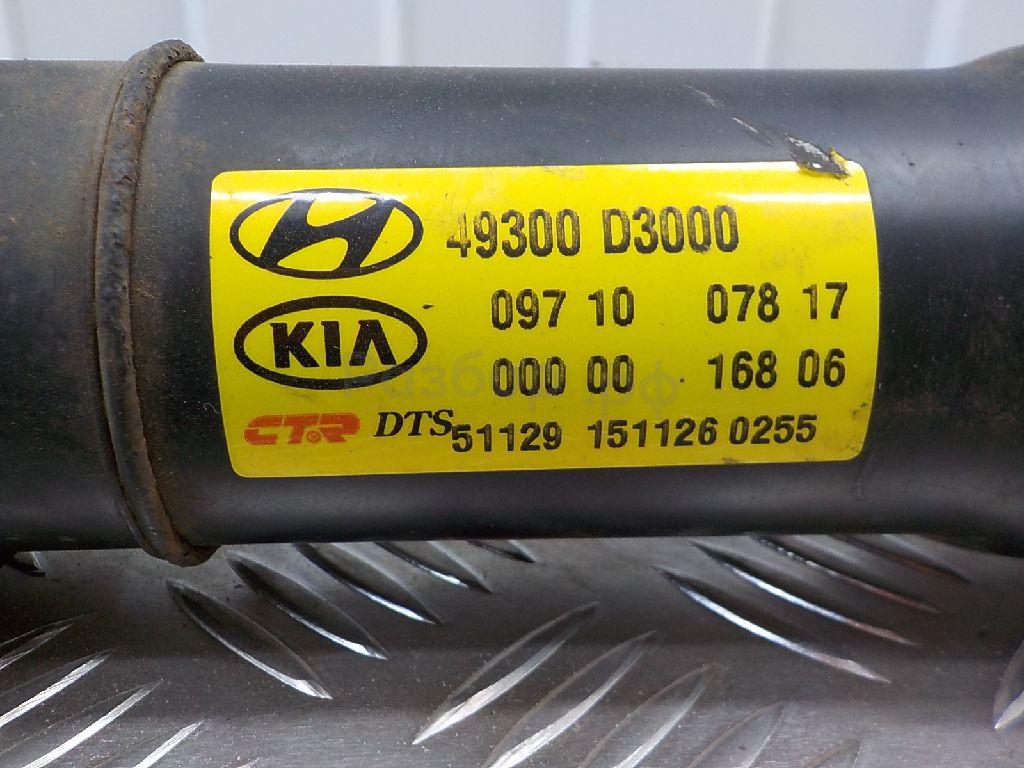 49300 D3000
097 10 078 17
KIA
000 00 168 06
CTR DTS 51129 151126 0255